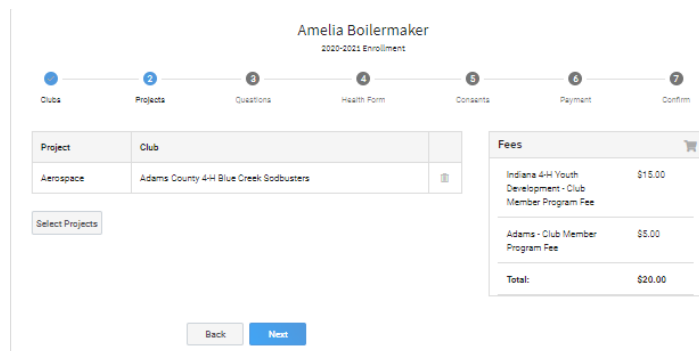 Amelia Boilermaker
2020-2021 Enrollment
2 3 4 5 6 7
Clubs Projects Questions Health Form Consents Payment Confirm
Project Club
Aerospace Adams County 4-H Blue Creek Sodbusters
Select Projects
Fees
Indiana 4-H Youth $15.00
Development - Club
Member Program Fee
Adams - Club Member $5.00
Program Fee
Total: $20.00
Back Next